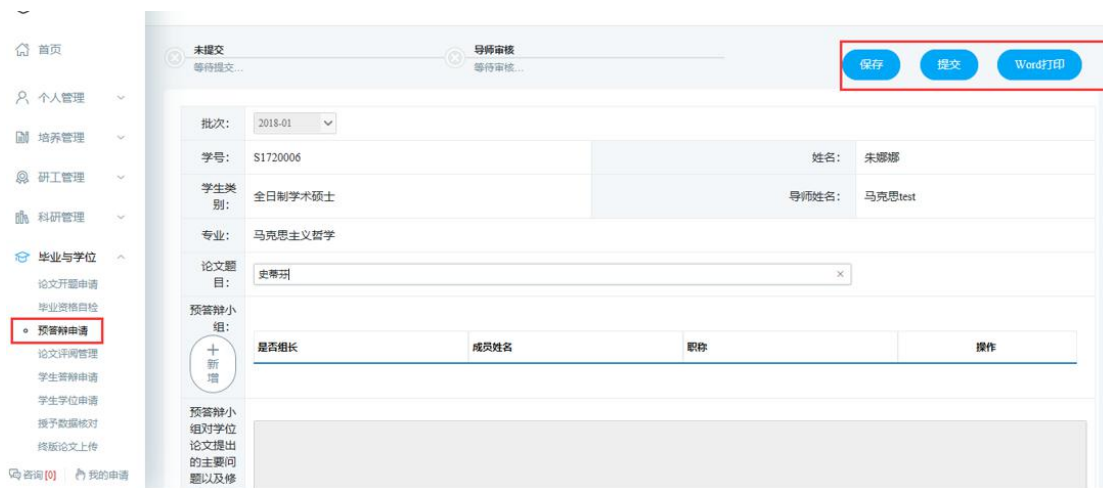 首页
个人管理
培养管理
研工管理
科研管理
毕业与学位
论文开题申请
毕业资格自检
预答辩申请
论文评阅管理
学生答辩申请
学生学位申请
授予数据核对
终版论文上传
咨询[0] 我的申请
未提交
等待提交...
导师审核
等待审核...
保存 提交 Word打印
批次: 2018-01
学号: S1720006 姓名: 朱娜娜
学生类
别: 全日制学术硕士 导师姓名: 马克思test
专业: 马克思主义哲学
论文题
目: 史蒂芬
预答辩小
组:
新
增
是否组长 成员姓名 职称 操作
预答辩小
组对学位
论文提出
的主要问
题以及修